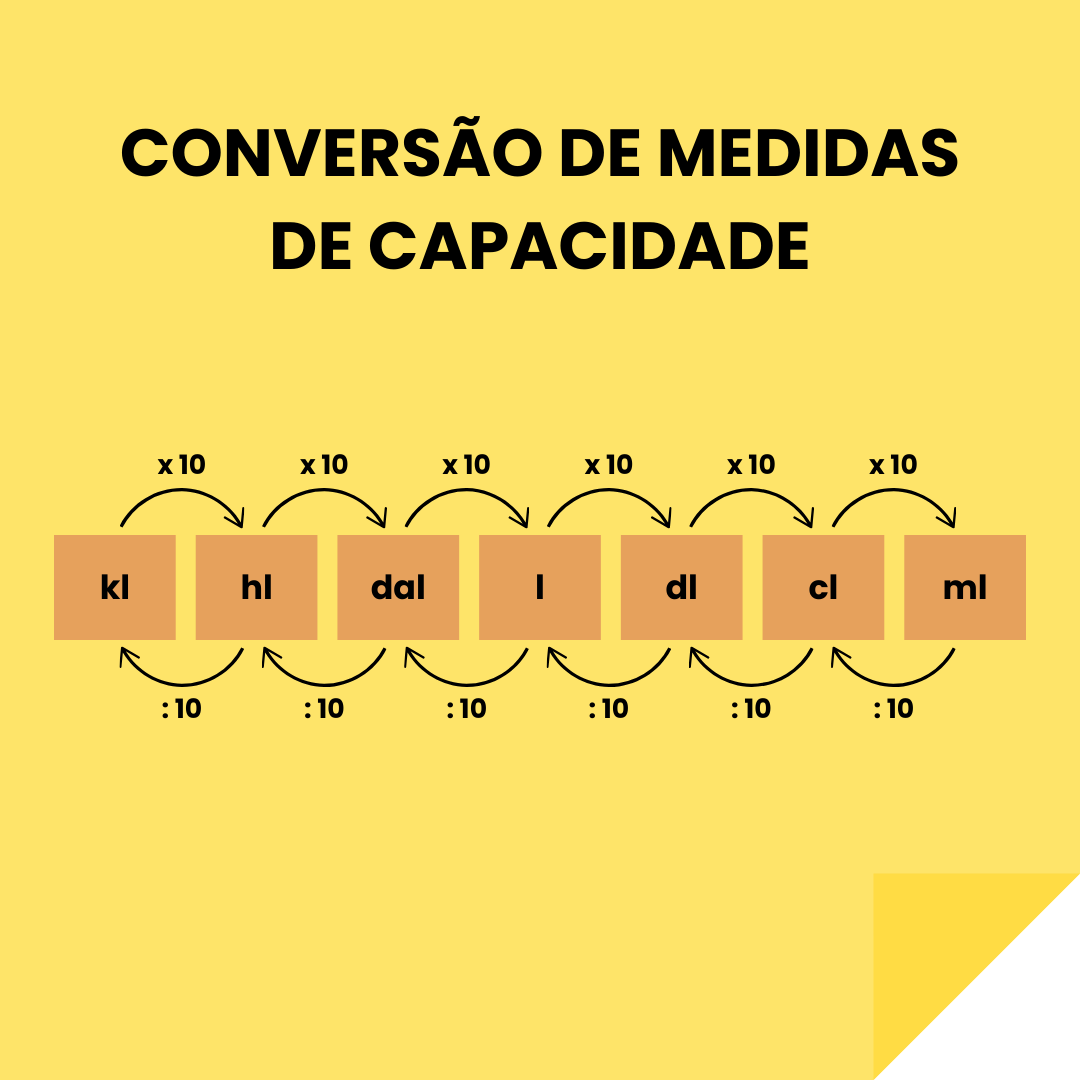 CONVERSÃO DE MEDIDAS
DE CAPACIDADE
x 10 x 10 x 10 x 10 x 10 x 10
kl hl dal l dl cl ml
: 10 : 10 : 10 : 10 : 10 : 10